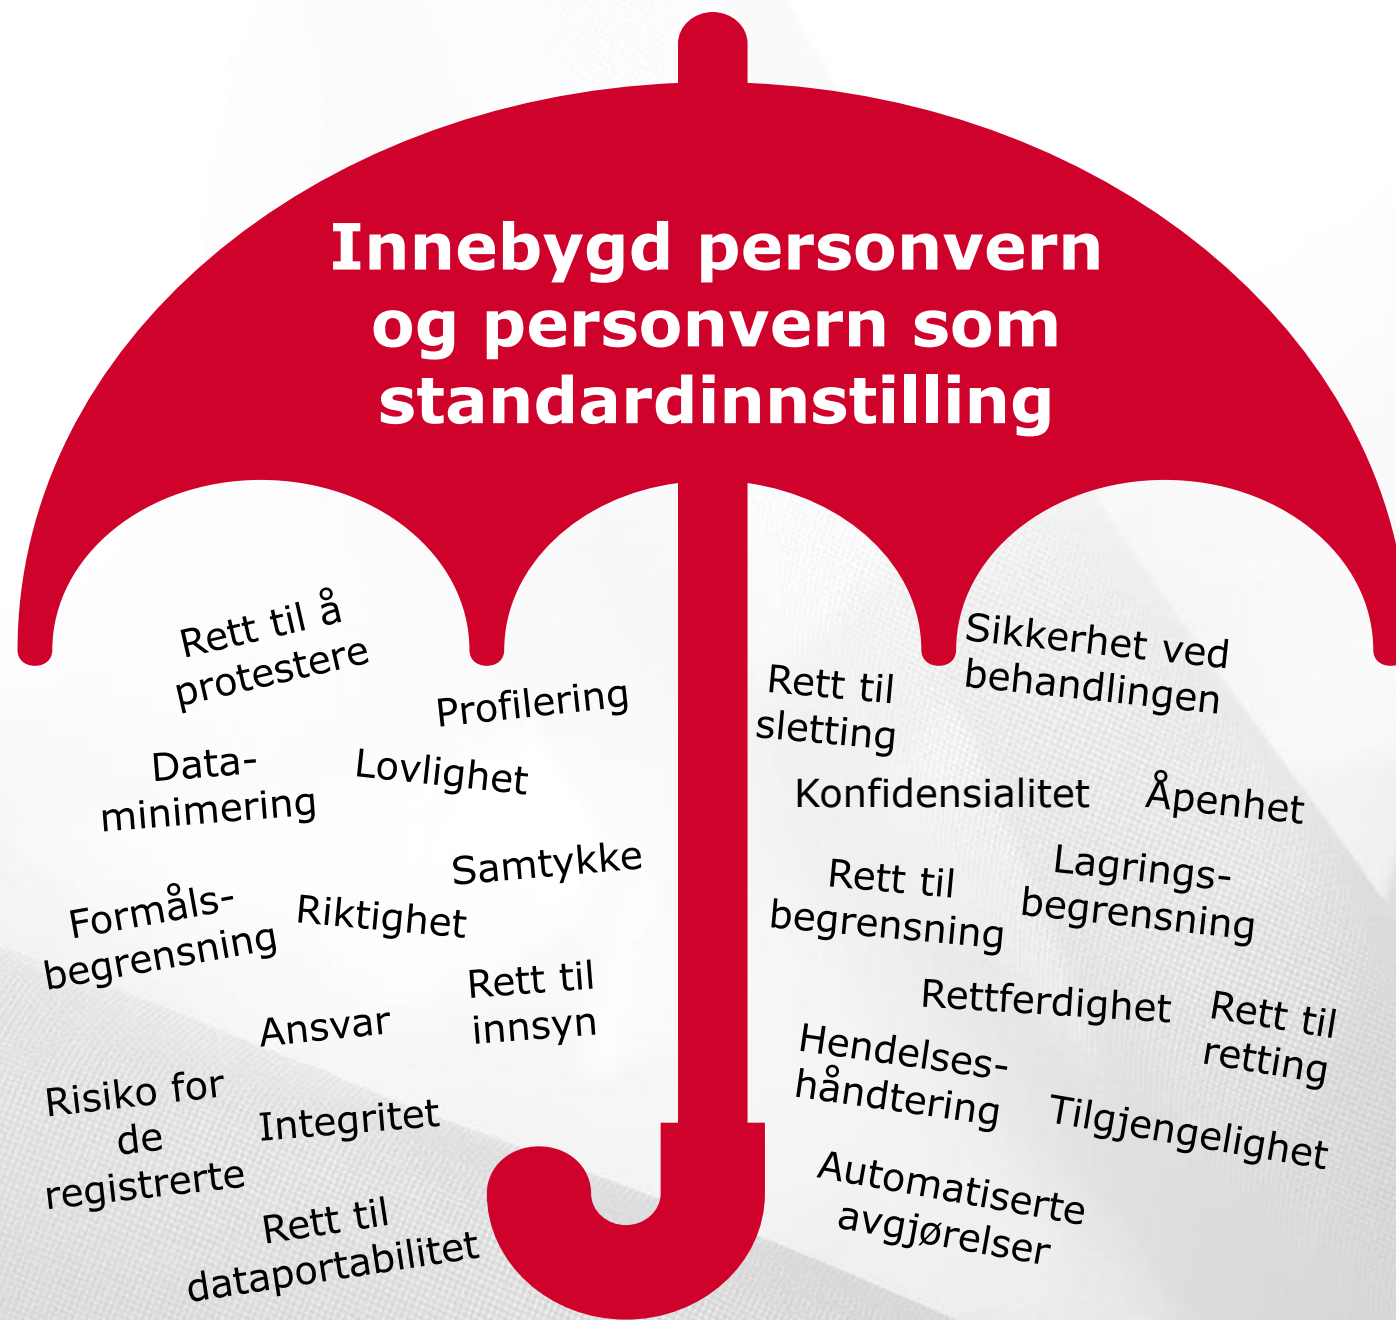 Innebygd personvern
og personvern som
standardinnstilling
Rett til å
protestere
Profilering
Data-
minimering
Lovlighet
Samtykke
Formåls-
begrensning
Riktighet
Rett til
innsyn
Ansvar
Risiko for
de
registrerte
Integritet
Rett til
dataportabilitet
Sikkerhet ved
behandlingen
Rett til
sletting
Konfidensialitet
Åpenhet
Rett til
begrensning
Lagrings-
begrensning
Rettferdighet
Rett til
retting
Hendelses-
håndtering
Tilgjengelighet
Automatiserte
avgjørelser